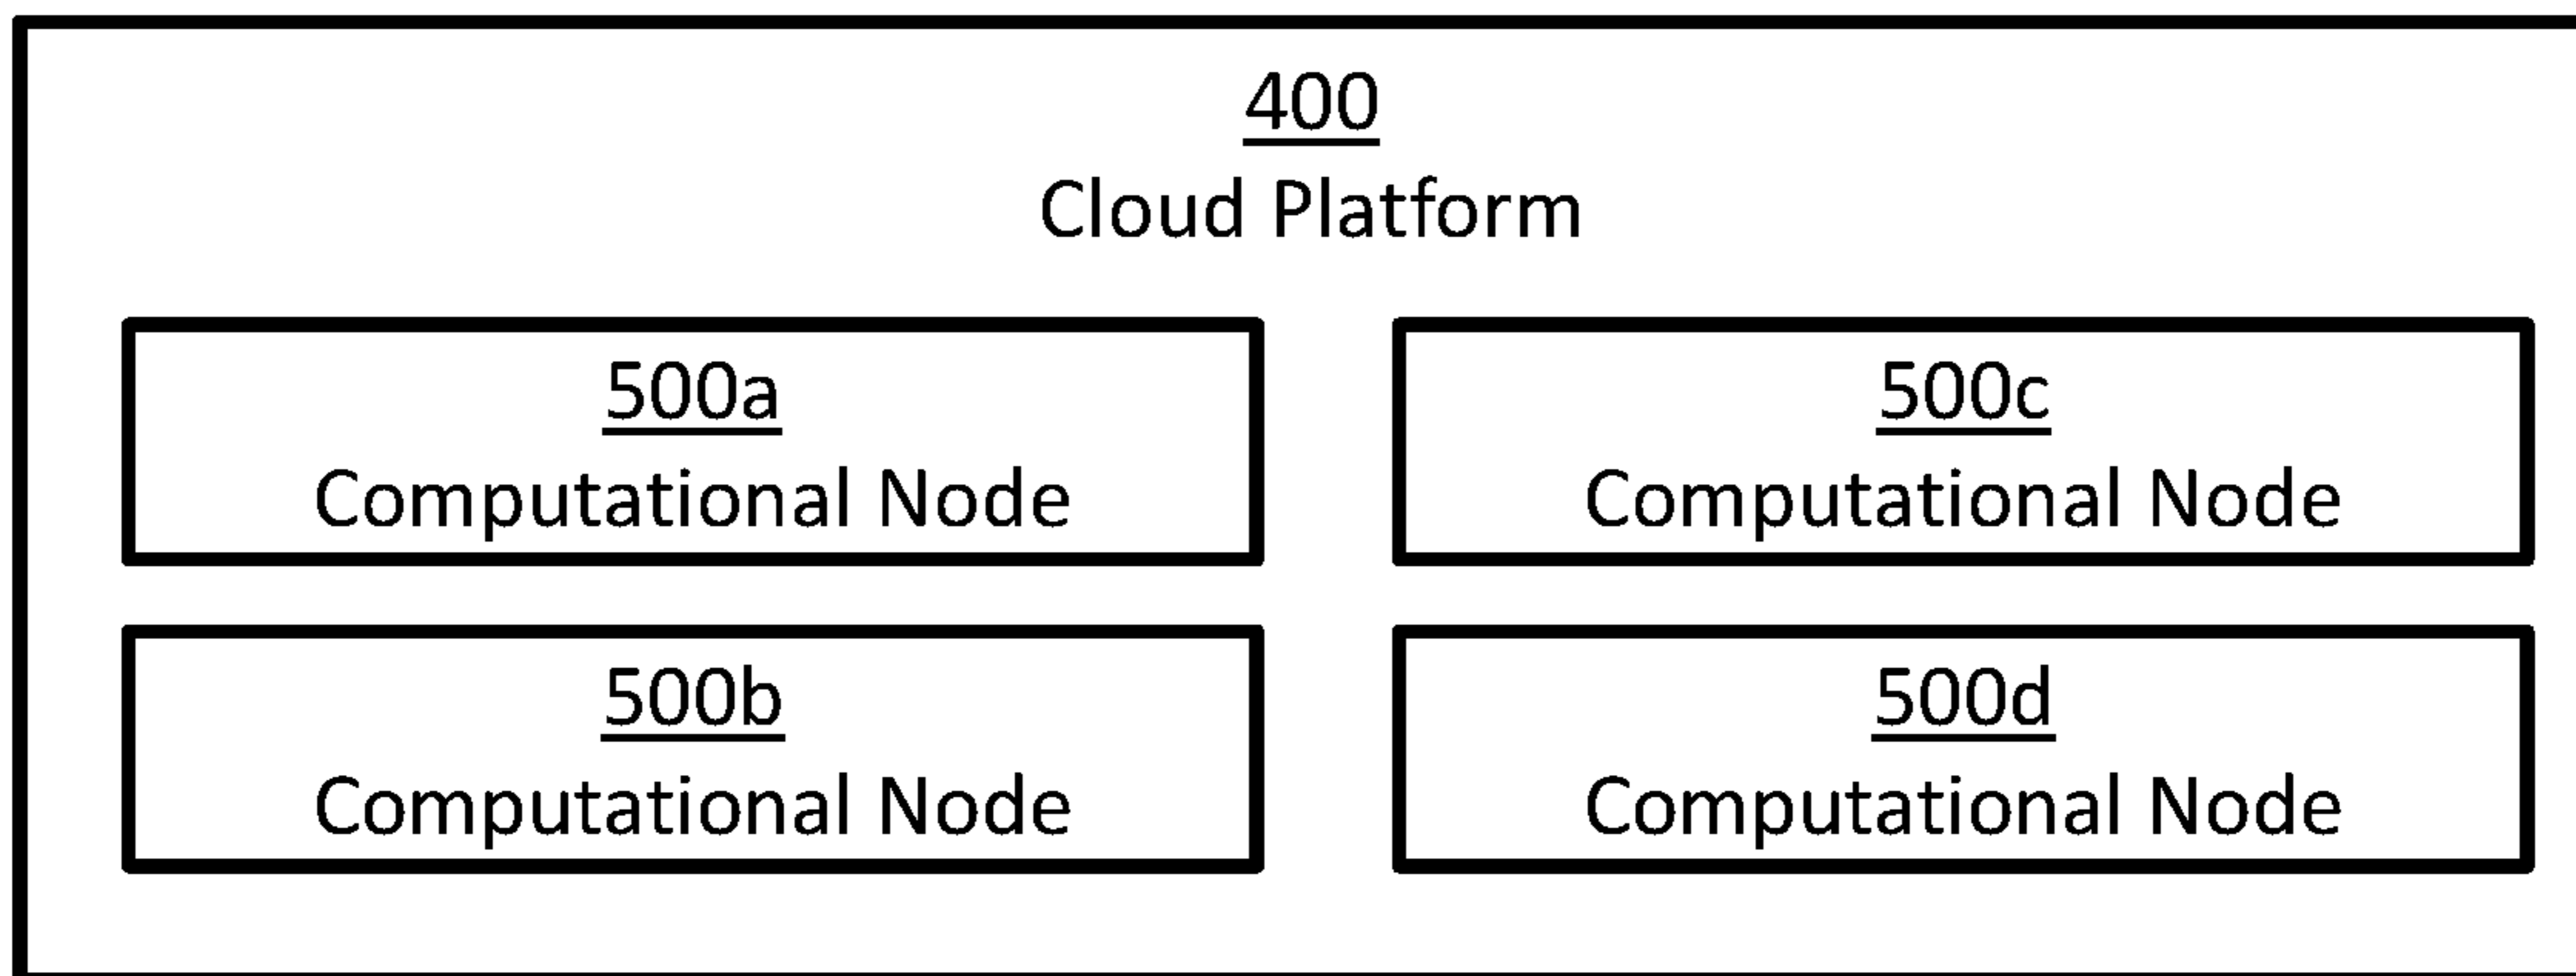 400
Cloud Platform
500a
Computational Node
500c
Computational Node
500b
Computational Node
500d
Computational Node